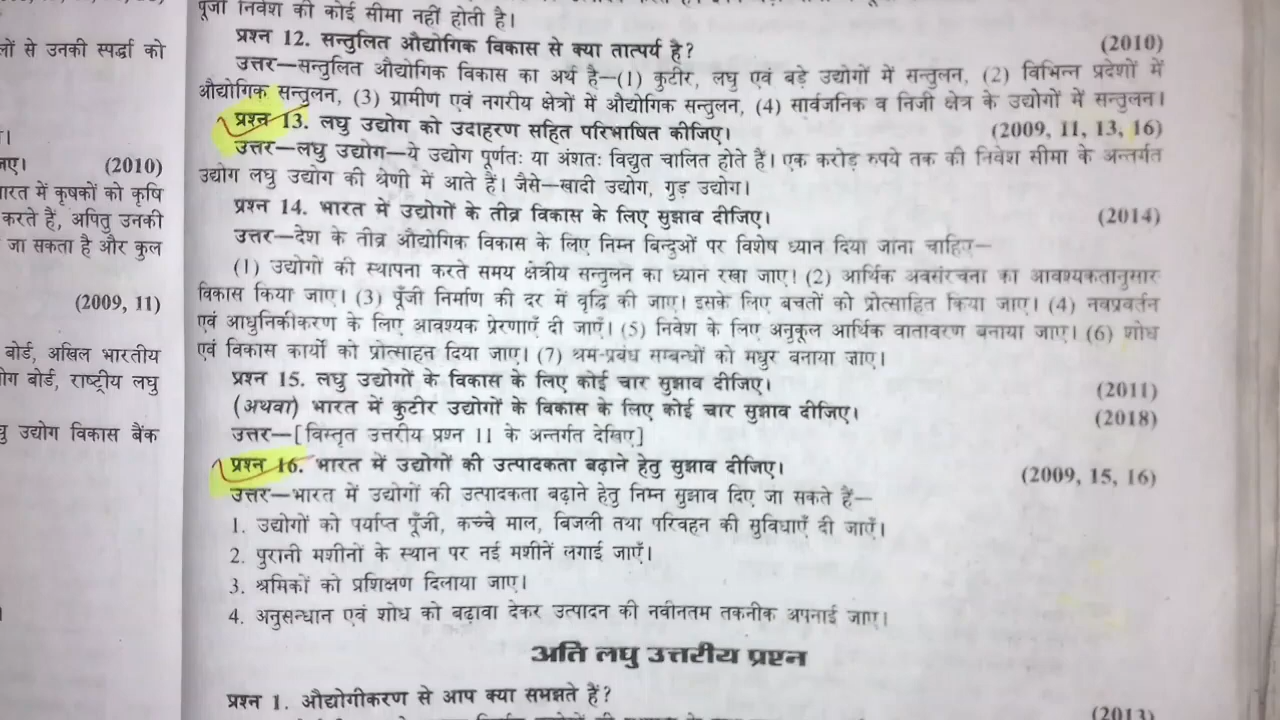 लों से उनकी स्पर्द्धा को
जिए। (2010)
भारत में कृषकों को कृषि
करते हैं, अपितु उनकी
जा सकता है और कुल
(2009, 11)
बोर्ड, अखिल भारतीय
बोर्ड, राष्ट्रीय लघु
उद्योग विकास बैंक
पूंजी निवेश की कोई सीमा नहीं होती है।
प्रश्न 12. सन्तुलित औद्योगिक विकास से क्या तात्पर्य है? (2010)
उत्तर—सन्तुलित औद्योगिक विकास का अर्थ है—(1) कुटीर, लघु एवं बड़े उद्योगों में सन्तुलन, (2) विभिन्न प्रदेशों में
औद्योगिक सन्तुलन, (3) ग्रामीण एवं नगरीय क्षेत्रों में औद्योगिक सन्तुलन, (4) सार्वजनिक व निजी क्षेत्र के उद्योगों में सन्तुलन।
प्रश्न 13. लघु उद्योग को उदाहरण सहित परिभाषित कीजिए। (2009, 11, 13, 16)
उत्तर—लघु उद्योग—ये उद्योग पूर्णतः या अंशतः विद्युत चालित होते हैं। एक करोड़ रुपये तक की निवेश सीमा के अन्तर्गत
उद्योग लघु उद्योग की श्रेणी में आते हैं। जैसे—खादी उद्योग, गुड़ उद्योग।
प्रश्न 14. भारत में उद्योगों के तीव्र विकास के लिए सुझाव दीजिए। (2014)
उत्तर—देश के तीव्र औद्योगिक विकास के लिए निम्न बिन्दुओं पर विशेष ध्यान दिया जाना चाहिए—
(1) उद्योगों की स्थापना करते समय क्षेत्रीय सन्तुलन का ध्यान रखा जाए। (2) आर्थिक अवसंरचना का आवश्यकतानुसार
विकास किया जाए। (3) पूँजी निर्माण की दर में वृद्धि की जाए। इसके लिए बचतों को प्रोत्साहित किया जाए। (4) नवप्रवर्तन
एवं आधुनिकीकरण के लिए आवश्यक प्रेरणाएँ दी जाएँ। (5) निवेश के लिए अनुकूल आर्थिक वातावरण बनाया जाए। (6) शोध
एवं विकास कार्यों को प्रोत्साहन दिया जाए। (7) श्रम-प्रबंध सम्बन्धों को मधुर बनाया जाए।
प्रश्न 15. लघु उद्योगों के विकास के लिए कोई चार सुझाव दीजिए। (2011)
(अथवा) भारत में कुटीर उद्योगों के विकास के लिए कोई चार सुझाव दीजिए। (2018)
उत्तर—[विस्तृत उत्तरीय प्रश्न 11 के अन्तर्गत देखिए]
प्रश्न 16. भारत में उद्योगों की उत्पादकता बढ़ाने हेतु सुझाव दीजिए। (2009, 15, 16)
उत्तर—भारत में उद्योगों की उत्पादकता बढ़ाने हेतु निम्न सुझाव दिए जा सकते हैं—
1. उद्योगों को पर्याप्त पूँजी, कच्चे माल, बिजली तथा परिवहन की सुविधाएँ दी जाएँ।
2. पुरानी मशीनों के स्थान पर नई मशीनें लगाई जाएँ।
3. श्रमिकों को प्रशिक्षण दिलाया जाए।
4. अनुसन्धान एवं शोध को बढ़ावा देकर उत्पादन की नवीनतम तकनीक अपनाई जाए।
अति लघु उत्तरीय प्रश्न
प्रश्न 1. औद्योगीकरण से आप क्या समझते हैं?
(2013)